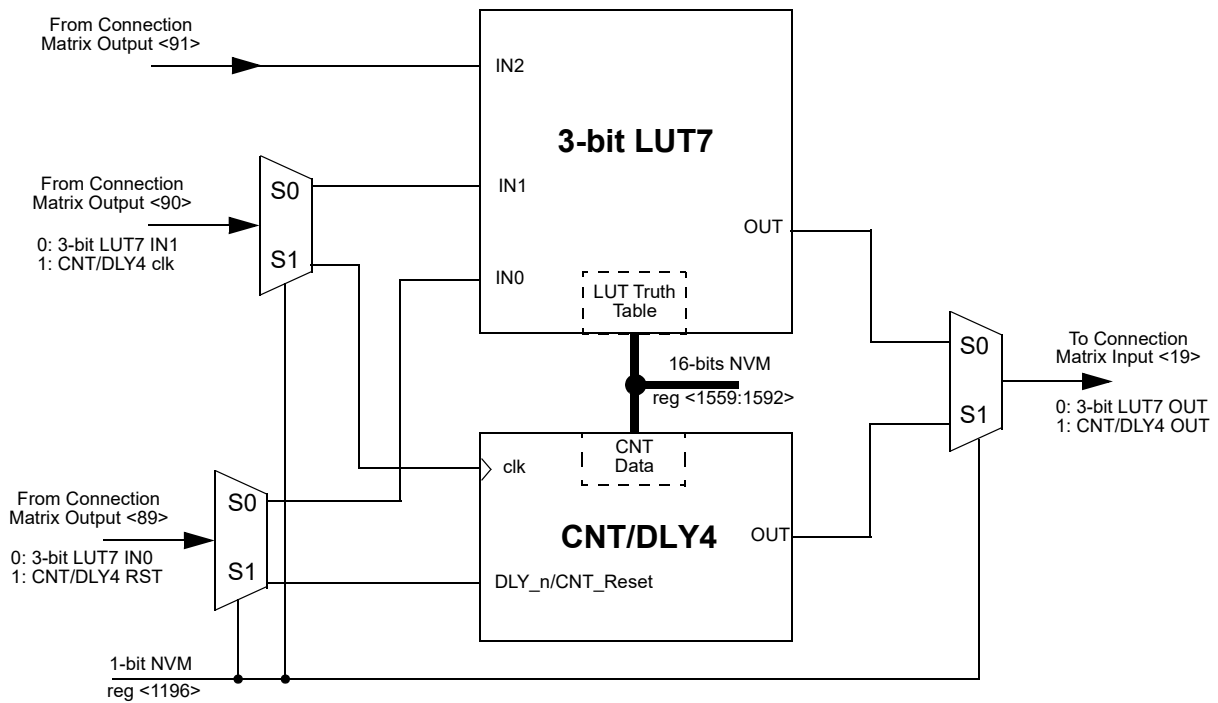 From Connection
Matrix Output <91>
IN2
3-bit LUT7
From Connection
Matrix Output <90>
0: 3-bit LUT7 IN1
1: CNT/DLY4 clk
S0
S1
IN1
IN0
OUT
LUT Truth
Table
16-bits NVM
reg <1559:1592>
S0
S1
To Connection
Matrix Input <19>
0: 3-bit LUT7 OUT
1: CNT/DLY4 OUT
CNT
Data
clk
CNT/DLY4
OUT
DLY_n/CNT_Reset
From Connection
Matrix Output <89>
0: 3-bit LUT7 IN0
1: CNT/DLY4 RST
S0
S1
1-bit NVM
reg <1196>